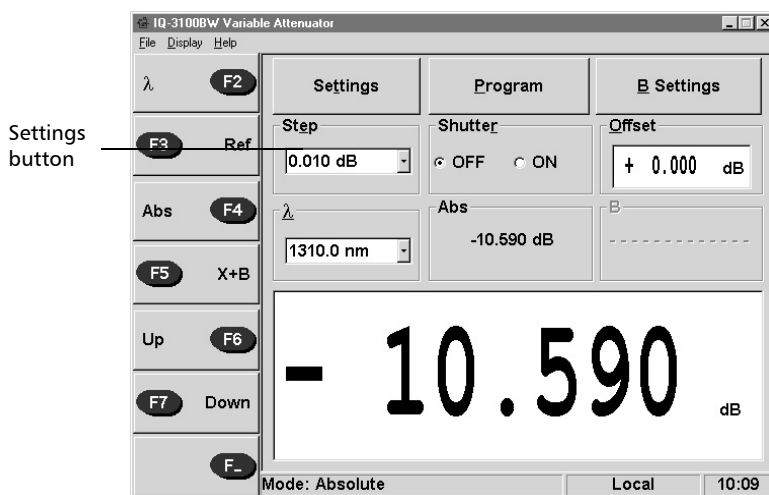 IQ-3100BW Variable Attenuator
File Display Help
λ F2
Settings
Program
B Settings
Settings
button
F3 Ref
Step
0.010 dB
Shutter
OFF ON
Offset
+ 0.000 dB
Abs F4
λ
1310.0 nm
Abs
-10.590 dB
B
--------------
F5 X+B
Up F6
F7 Down
F_
- 10.590 dB
Mode: Absolute
Local
10:09